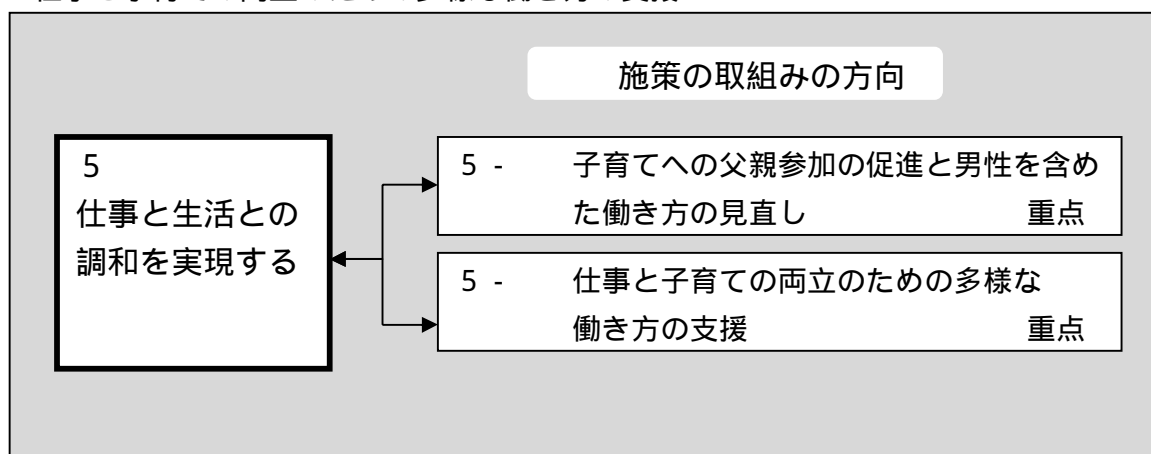 施策の取組みの方向
5
仕事と生活との
調和を実現する
5 - 子育てへの父親参加の促進と男性を含め
た働き方の見直し 重点
5 - 仕事と子育ての両立のための多様な
働き方の支援 重点